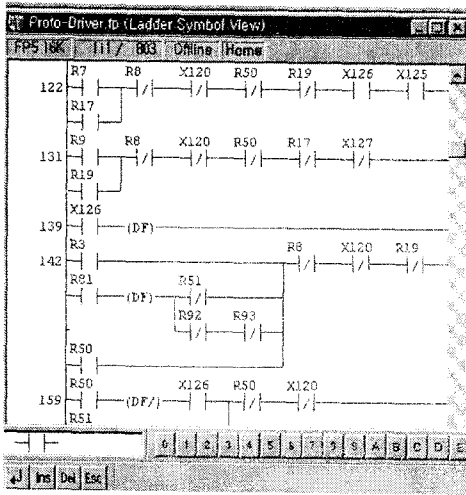 Proto-Driver.fp (Ladder Symbol View)
FP5 16K 803 Offline Home
R7 R8 X120 R50 R19 X126 X125
122
R17
R9 R8 X120 R50 R17 X127
131
R19
X126
139 (DF)
R3 R8 X120 R19
142
R81 R51
(DF)
R92 R93
R50
R50 X126 R50 X120
159 (DF/)
R51
0 1 2 3 4 5 6 7 8 9 A B C D E
Ins Del Esc